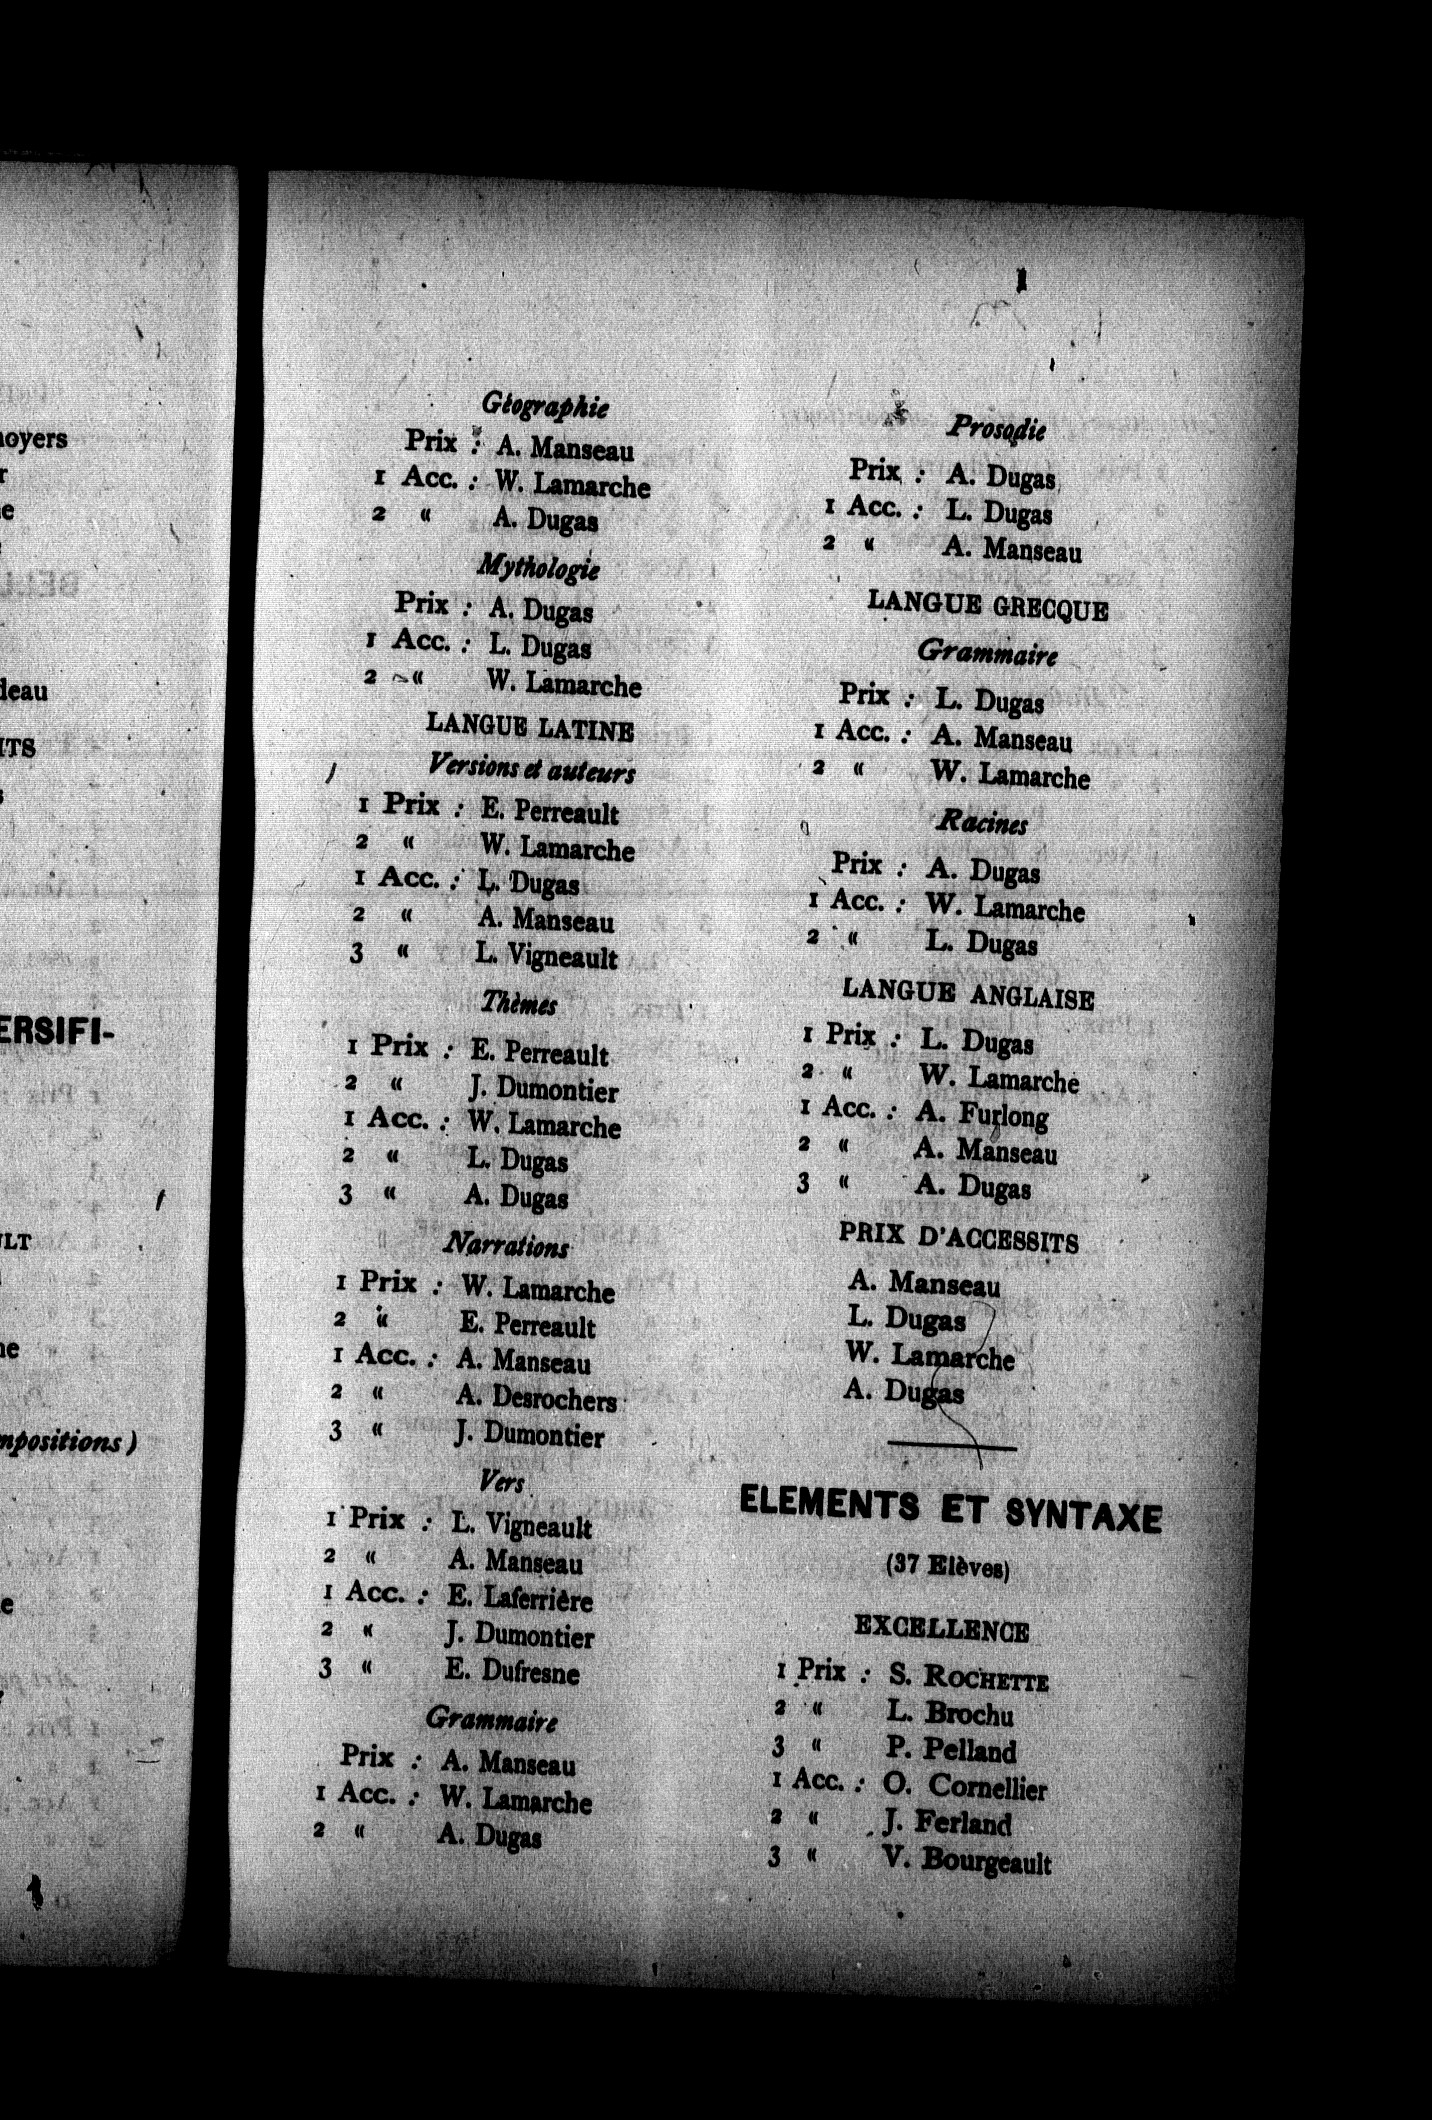 Géographie
Prix : A. Manseau
1 Acc. : W. Lamarche
2 “ A. Dugas
Mythologie
Prix : A. Dugas
1 Acc. : L. Dugas
2 “ W. Lamarche
LANGUE LATINE
Versions et auteurs
1 Prix : E. Perreault
2 “ W. Lamarche
1 Acc. : L. Dugas
2 “ A. Manseau
3 “ L. Vigneault
Thèmes
1 Prix : E. Perreault
2 “ J. Dumontier
1 Acc. : W. Lamarche
2 “ L. Dugas
3 “ A. Dugas
Narrations
1 Prix : W. Lamarche
2 “ E. Perreault
1 Acc. : A. Manseau
2 “ A. Desrochers
3 “ J. Dumontier
Vers
1 Prix : L. Vigneault
2 “ A. Manseau
1 Acc. : E. Laferrière
2 “ J. Dumontier
3 “ E. Dufresne
Grammaire
Prix : A. Manseau
1 Acc. : W. Lamarche
2 “ A. Dugas
Prosodie
Prix : A. Dugas
1 Acc. : L. Dugas
2 “ A. Manseau
LANGUE GRECQUE
Grammaire
Prix : L. Dugas
1 Acc. : A. Manseau
2 “ W. Lamarche
Racines
Prix : A. Dugas
1 Acc. : W. Lamarche
2 “ L. Dugas
LANGUE ANGLAISE
1 Prix : L. Dugas
2 “ W. Lamarche
1 Acc. : A. Furlong
2 “ A. Manseau
3 “ A. Dugas
PRIX D'ACCESSITS
A. Manseau
L. Dugas
W. Lamarche
A. Dugas
ELEMENTS ET SYNTAXE
(37 Elèves)
EXCELLENCE
1 Prix : S. ROCHETTE
2 “ L. Brochu
3 “ P. Pelland
1 Acc. : O. Cornellier
2 “ J. Ferland
3 “ V. Bourgeault